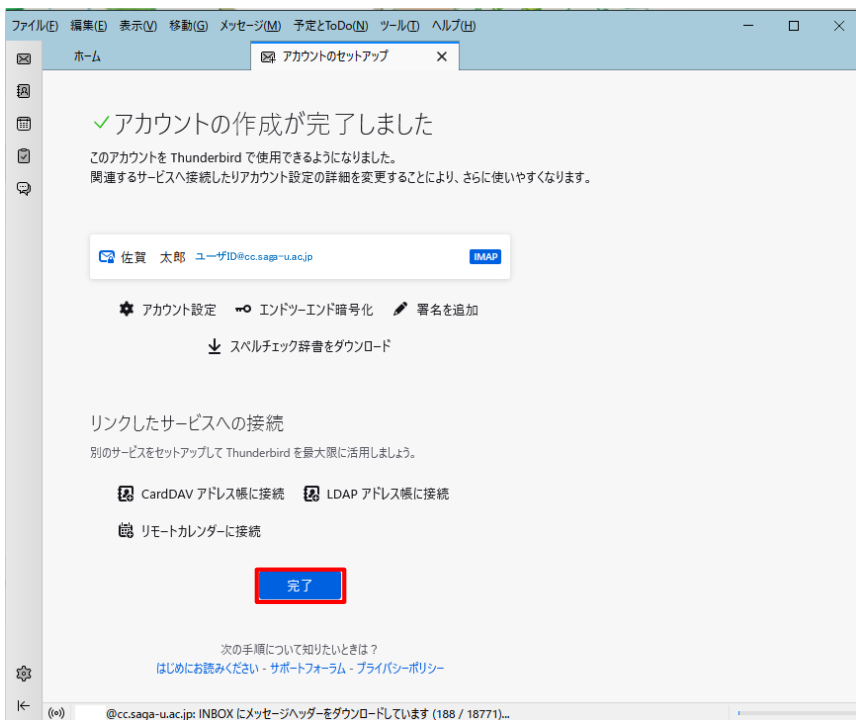 ファイル(F) 編集(E) 表示(V) 移動(G) メッセージ(M) 予定とToDo(N) ツール(T) ヘルプ(H)
ホーム アカウントのセットアップ
アカウントの作成が完了しました
このアカウントを Thunderbird で使用できるようになりました。
関連するサービスへ接続したりアカウント設定の詳細を変更することにより、さらに使いやすくなります。
佐賀 太郎 ユーザID@cc.saga-u.ac.jp IMAP
アカウント設定 エンドツーエンド暗号化 署名を追加
スペルチェック辞書をダウンロード
リンクしたサービスへの接続
別のサービスをセットアップして Thunderbird を最大限に活用しましょう。
CardDAV アドレス帳に接続 LDAP アドレス帳に接続
リモートカレンダーに接続
完了
次の手順について知りたいときは?
はじめにお読みください - サポートフォーラム - プライバシーポリシー
@cc.saga-u.ac.jp: INBOX にメッセージヘッダーをダウンロードしています (188 / 18771)...